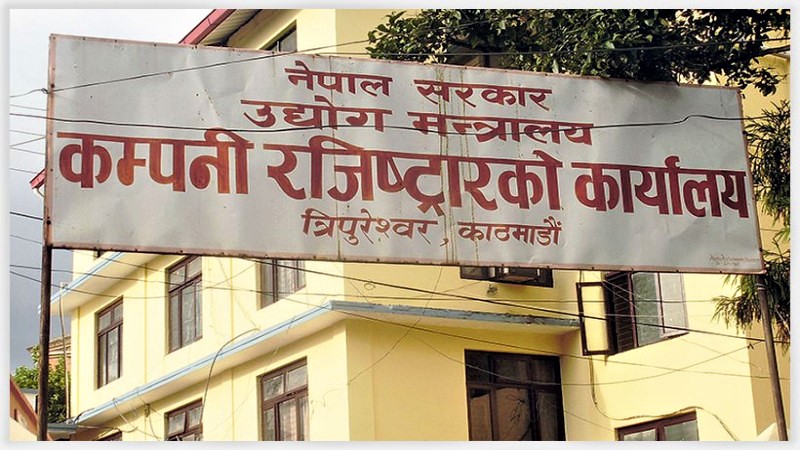 नेपाल सरकार
उद्योग मन्त्रालय
कम्पनी रजिष्ट्रारको कार्यालय
त्रिपुरेश्वर, काठमाडौं